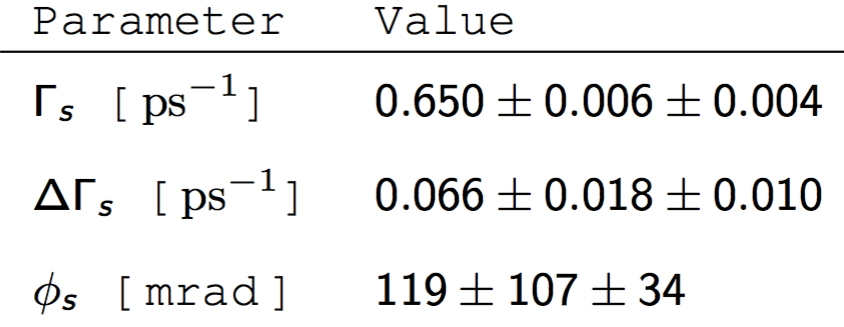 Parameter Value
Γₛ [ ps⁻¹ ] 0.650 ± 0.006 ± 0.004
ΔΓₛ [ ps⁻¹ ] 0.066 ± 0.018 ± 0.010
ϕₛ [ mrad ] 119 ± 107 ± 34